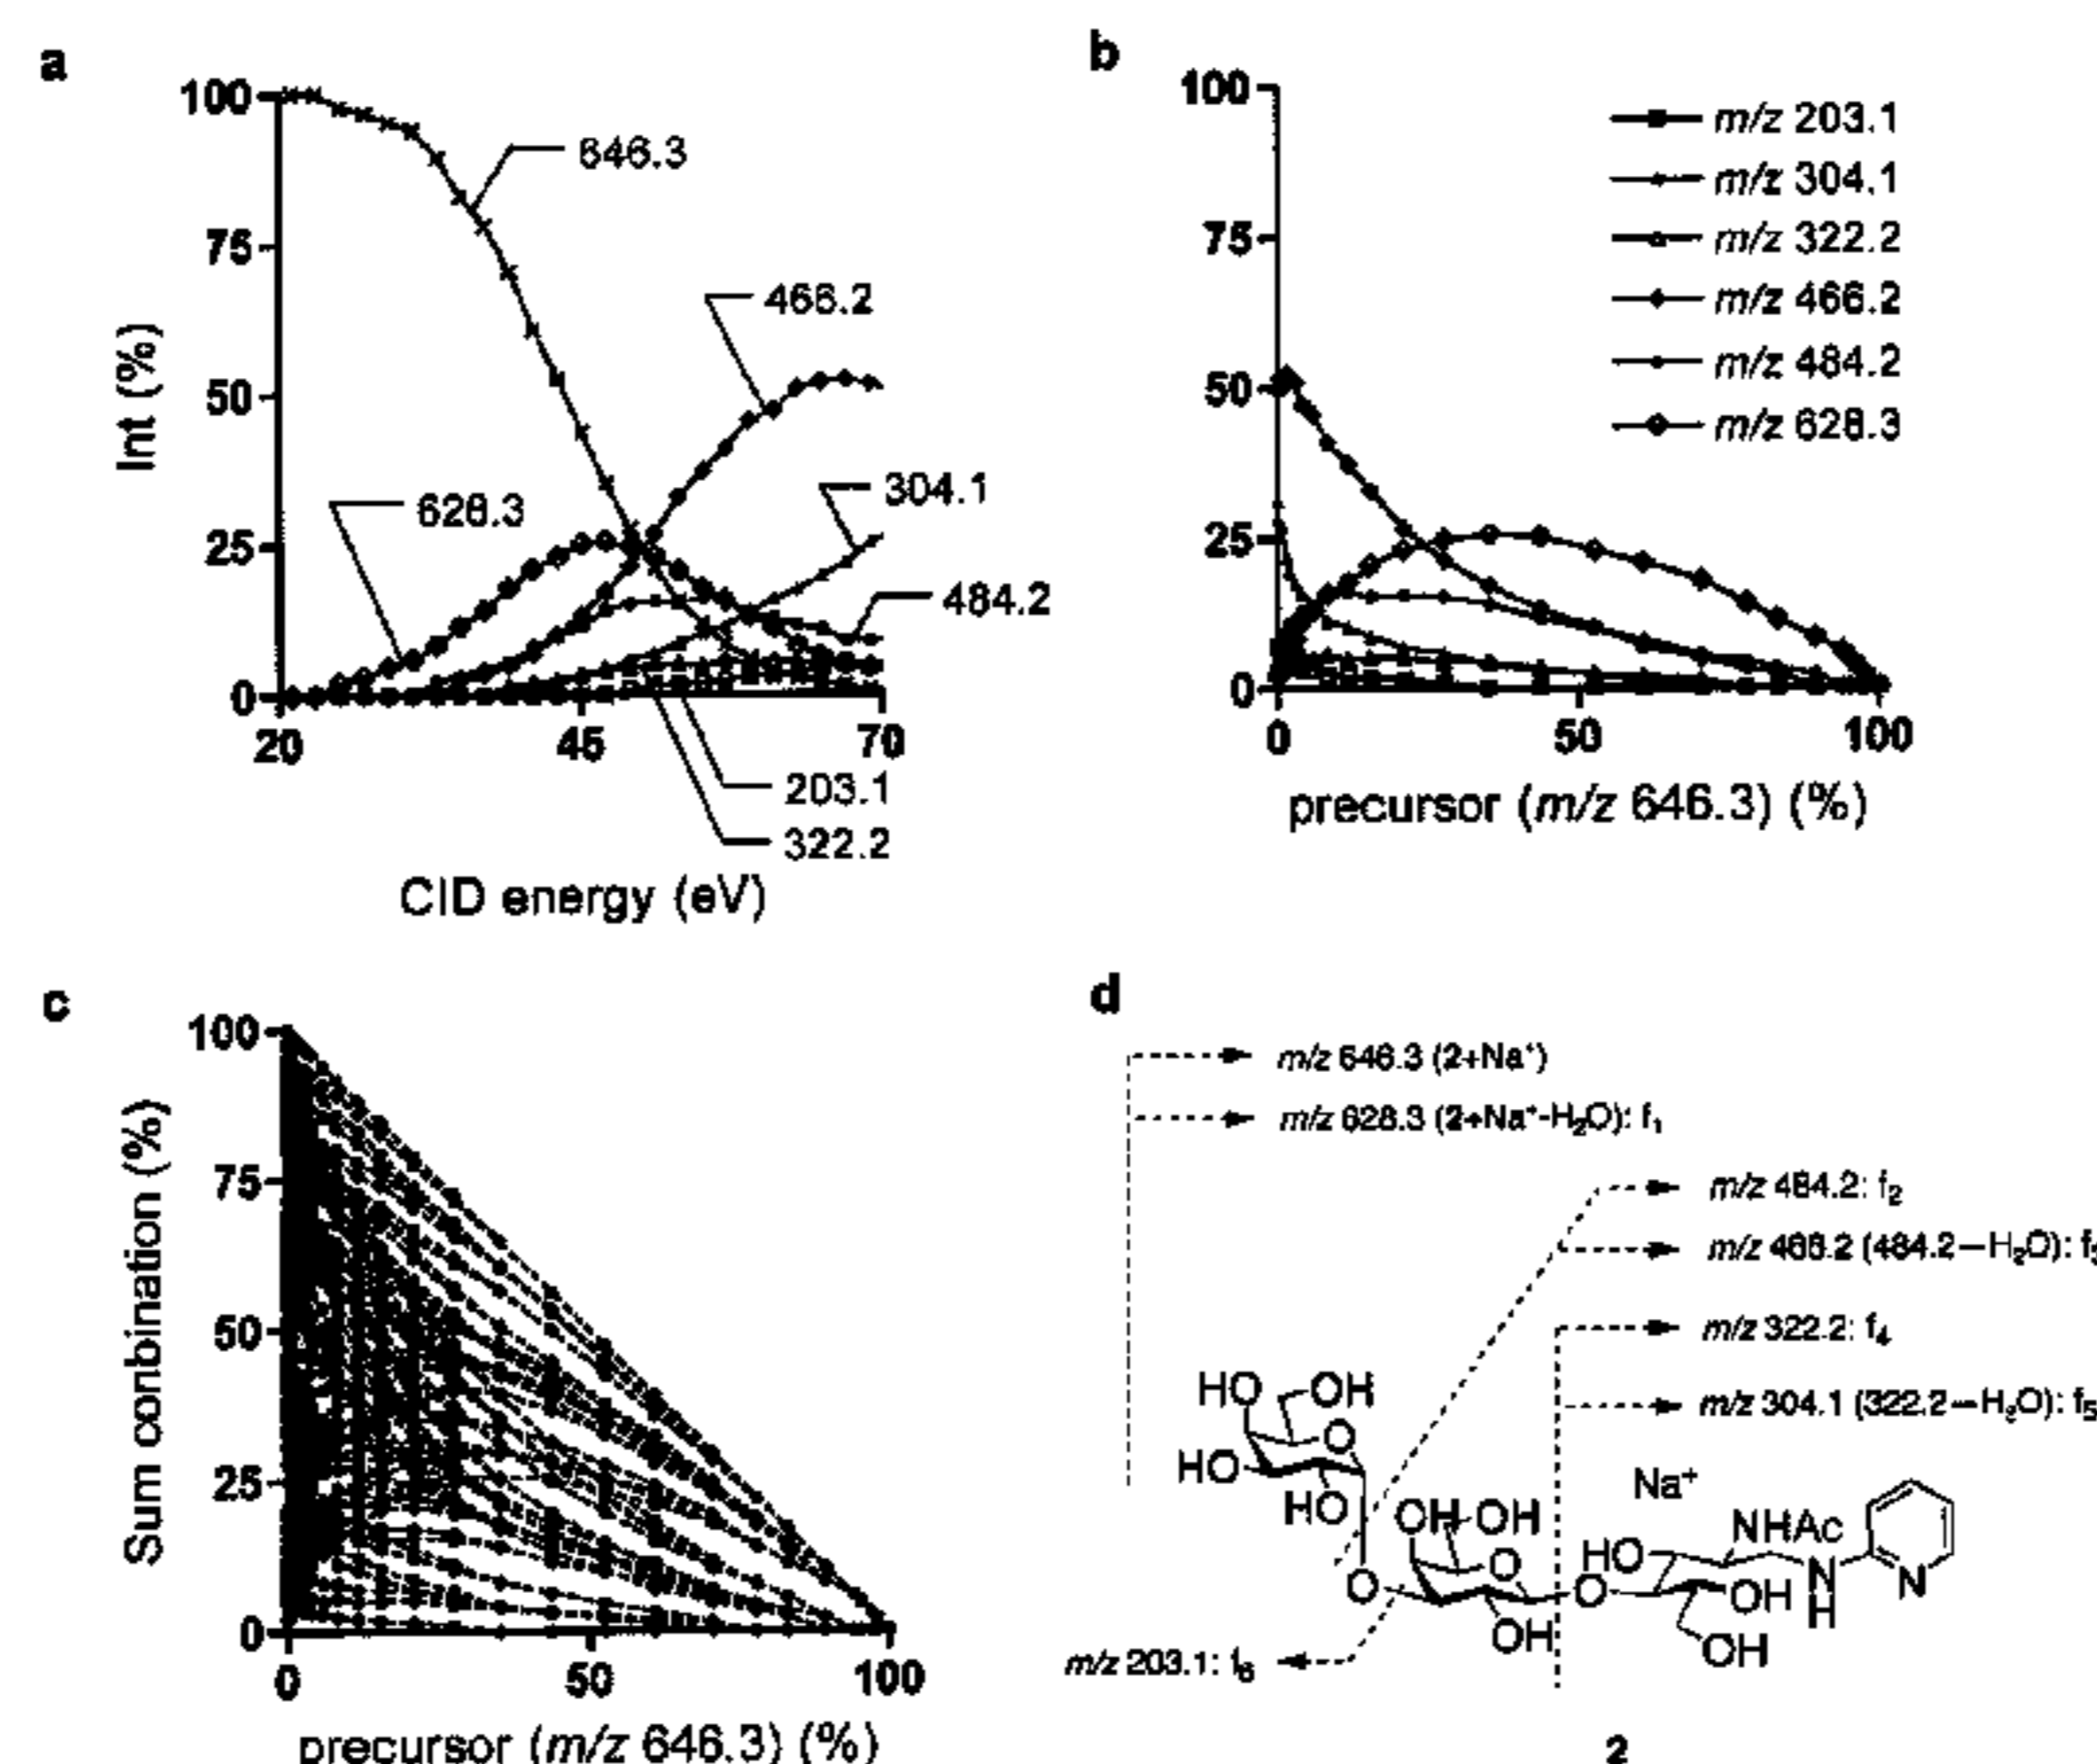 a
100
75
50
25
0
Int (%)
646.3
466.2
628.3
304.1
484.2
203.1
322.2
20 45 70
CID energy (eV)
b
100
75
50
25
0
m/z 203.1
m/z 304.1
m/z 322.2
m/z 466.2
m/z 484.2
m/z 628.3
0 50 100
precursor (m/z 646.3) (%)
c
100
75
50
25
0
Sum conbination (%)
0 50 100
precursor (m/z 646.3) (%)
d
m/z 646.3 (2+Na⁺)
m/z 628.3 (2+Na⁺-H₂O): f₁
m/z 484.2: f₂
m/z 466.2 (484.2−H₂O): f₃
m/z 322.2: f₄
m/z 304.1 (322.2−H₂O): f₅
HO OH
O
HO
HO
Na⁺
OH OH
O
HO
NHAc
N
H
N
O
O
OH
OH
OH
m/z 203.1: f₆
2